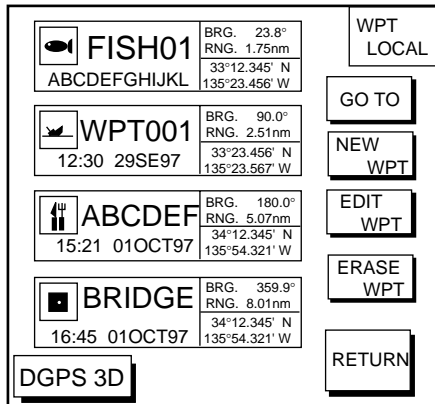 FISH01
ABCDEFGHIJKL
BRG. 23.8°
RNG. 1.75nm
33°12.345' N
135°23.456' W
WPT001
12:30 29SE97
BRG. 90.0°
RNG. 2.51nm
33°23.456' N
135°23.567' W
ABCDEF
15:21 01OCT97
BRG. 180.0°
RNG. 5.07nm
34°12.345' N
135°54.321' W
BRIDGE
16:45 01OCT97
BRG. 359.9°
RNG. 8.01nm
34°12.345' N
135°54.321' W
DGPS 3D
WPT
LOCAL
GO TO
NEW
WPT
EDIT
WPT
ERASE
WPT
RETURN